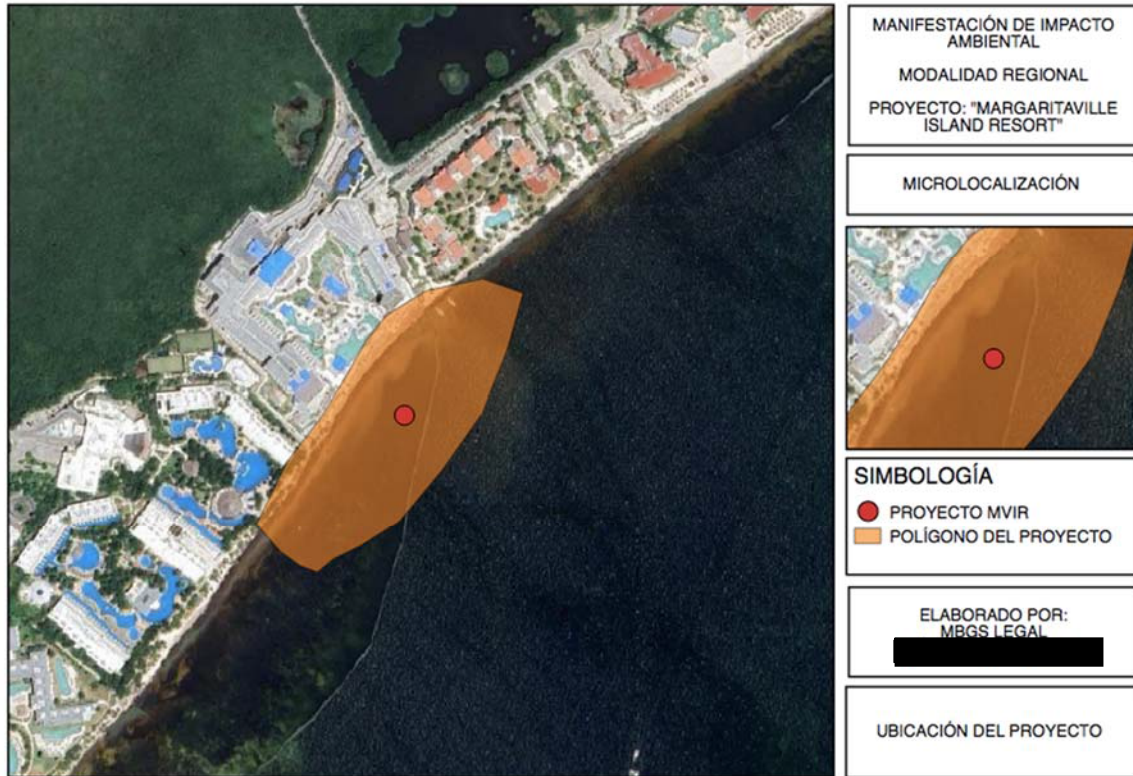 MANIFESTACIÓN DE IMPACTO
AMBIENTAL
MODALIDAD REGIONAL
PROYECTO: "MARGARITAVILLE
ISLAND RESORT"
MICROLOCALIZACIÓN
SIMBOLOGÍA
PROYECTO MVIR
POLÍGONO DEL PROYECTO
ELABORADO POR:
MBGS LEGAL
UBICACIÓN DEL PROYECTO